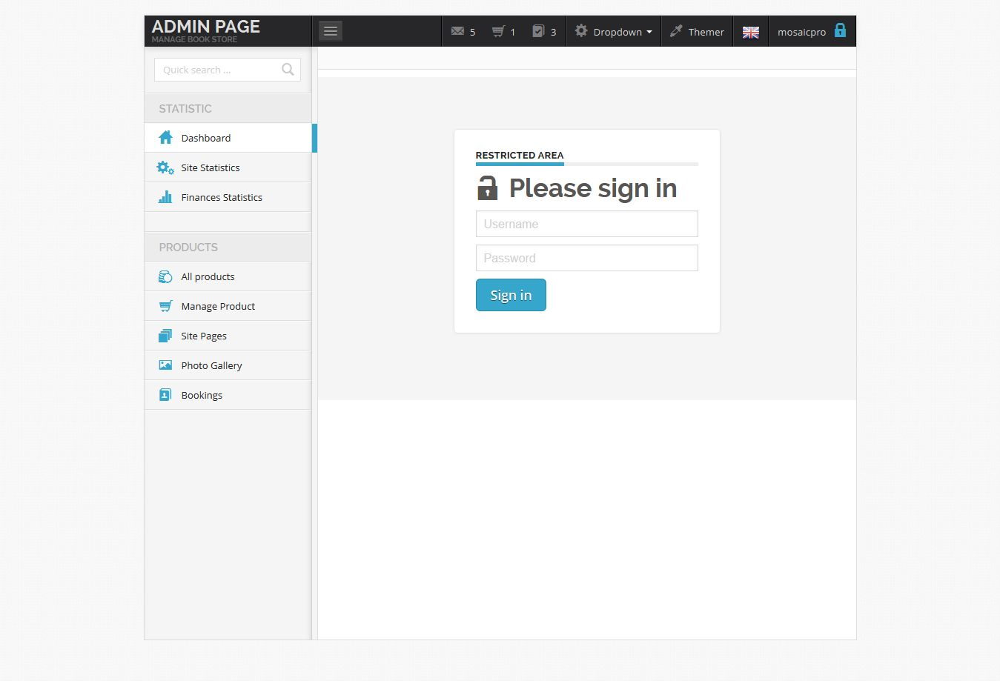 ADMIN PAGE
MANAGE BOOK STORE
5
1
3
Dropdown
Themer
mosaicpro
Quick search ...
STATISTIC
Dashboard
Site Statistics
Finances Statistics
PRODUCTS
All products
Manage Product
Site Pages
Photo Gallery
Bookings
RESTRICTED AREA
Please sign in
Username
Password
Sign in